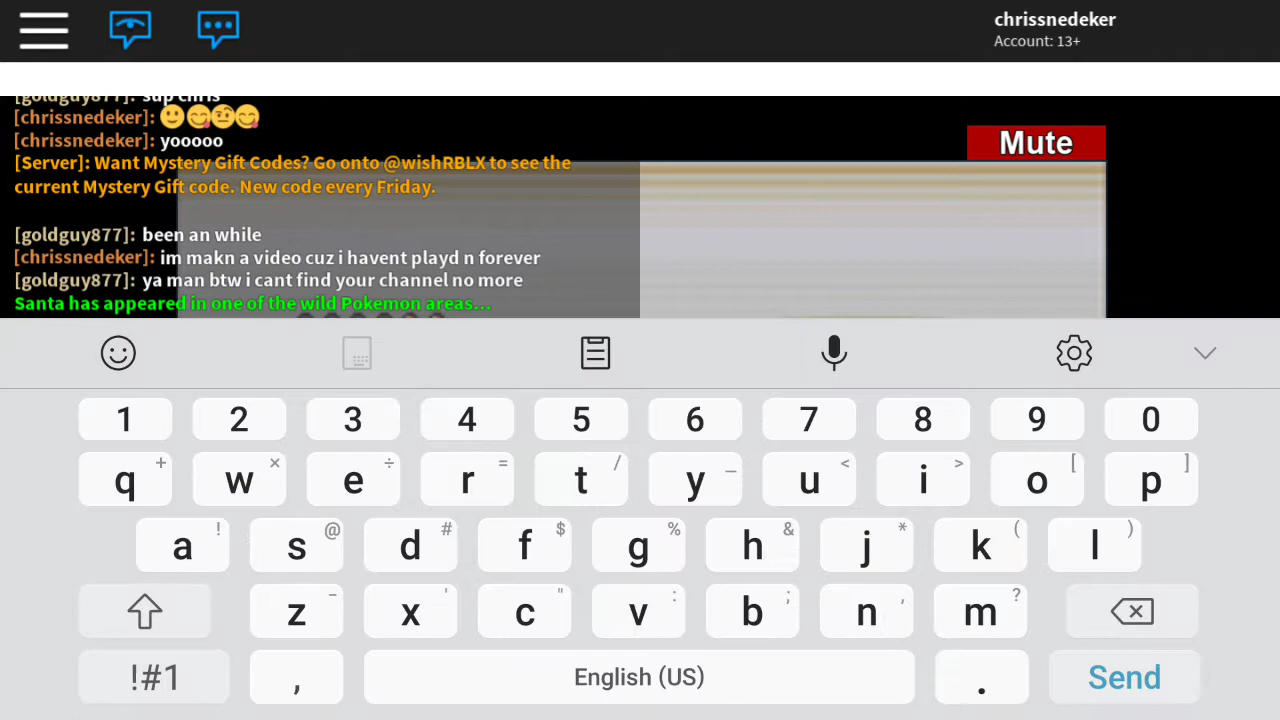 chrissnedeker
Account: 13+
[goldguy877]: sup chris
[chrissnedeker]: 🙂😋🤨😋
[chrissnedeker]: yooooo
Mute
[Server]: Want Mystery Gift Codes? Go onto @wishRBLX to see the
current Mystery Gift code. New code every Friday.
[goldguy877]: been an while
[chrissnedeker]: im makn a video cuz i havent playd n forever
[goldguy877]: ya man btw i cant find your channel no more
Santa has appeared in one of the wild Pokemon areas...
1 2 3 4 5 6 7 8 9 0
+ × ÷ = / _ < > [ ]
q w e r t y u i o p
! @ # $ % & * ( )
a s d f g h j k l
- ' " : ; , ?
z x c v b n m
!#1 , English (US) . Send